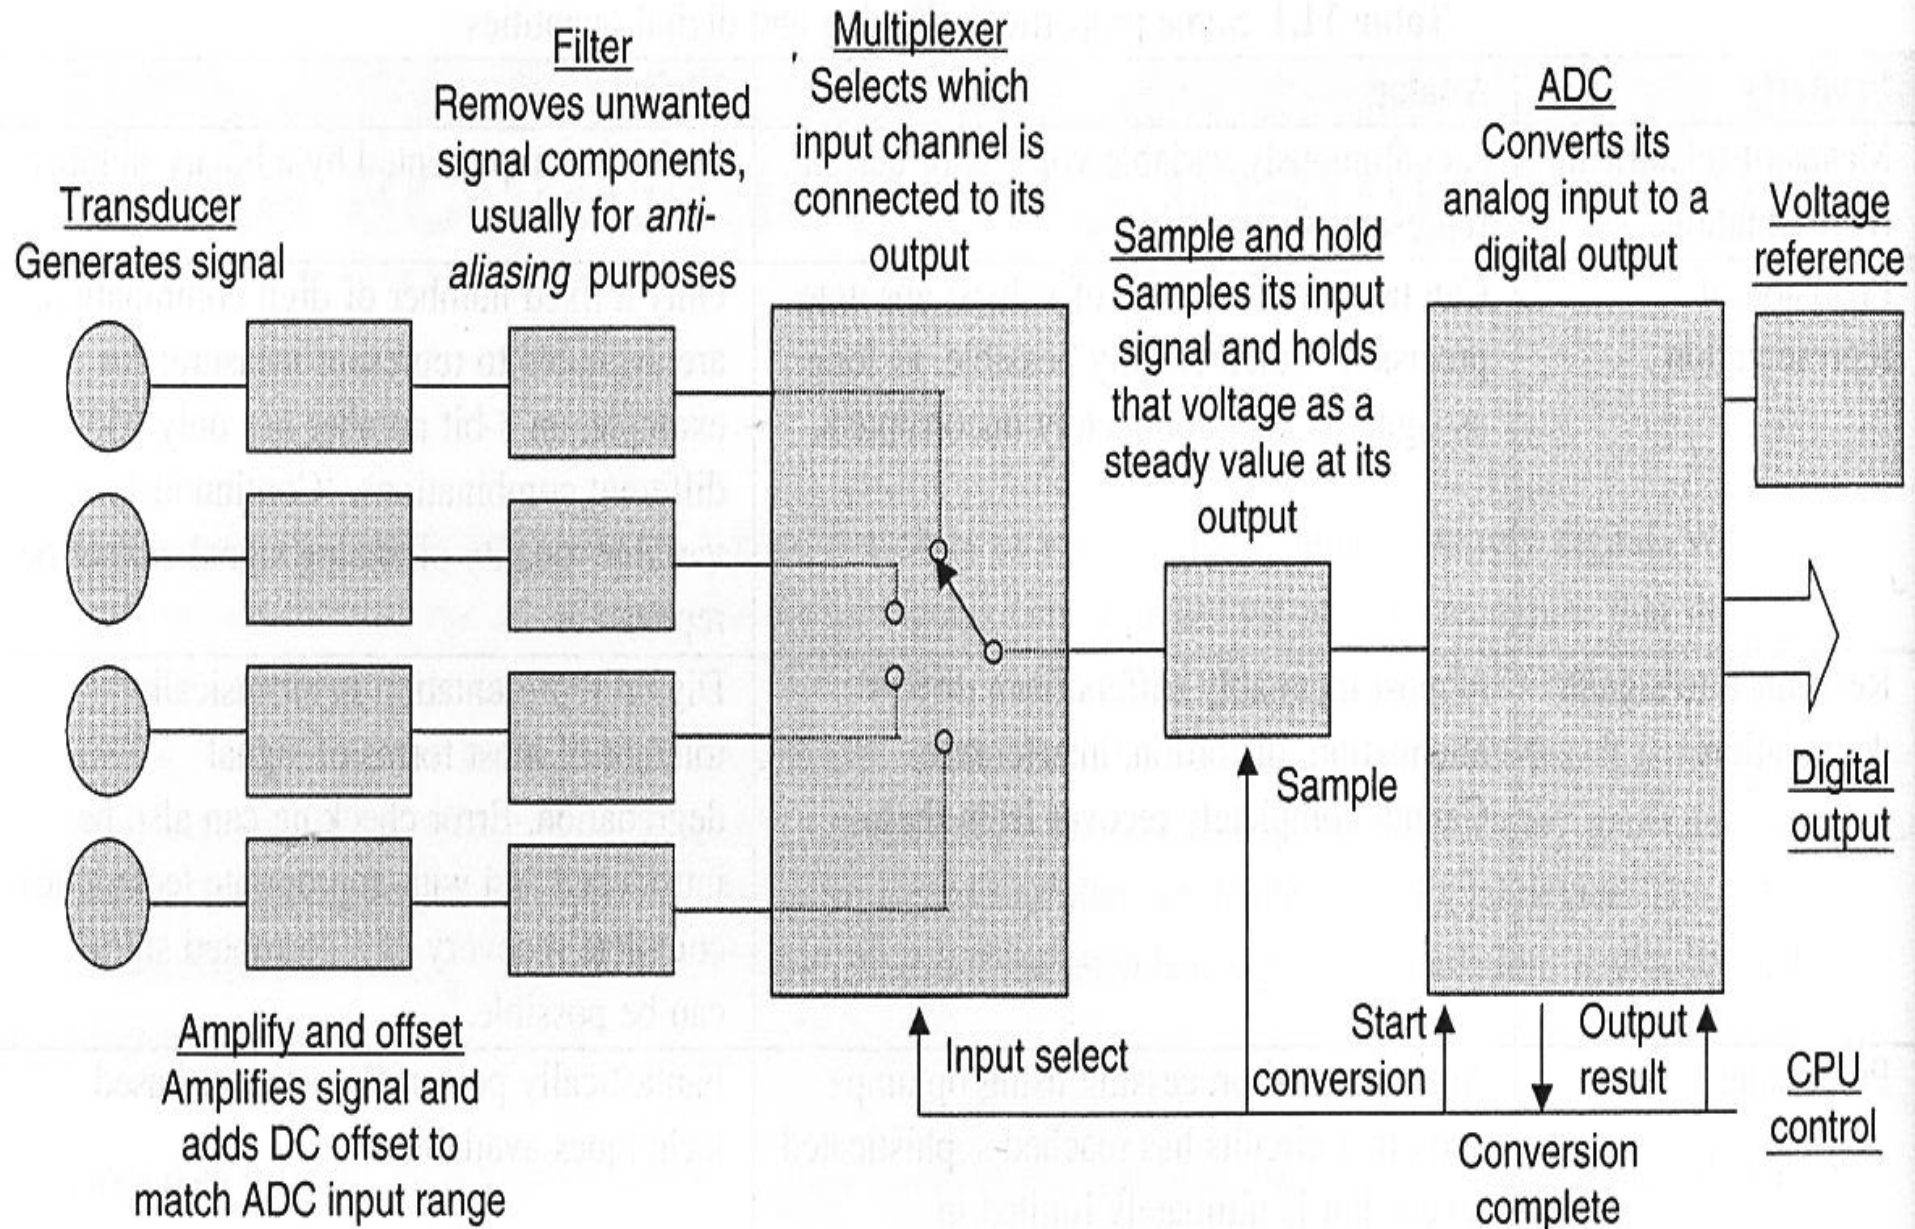 Transducer
Generates signal
Filter
Removes unwanted
signal components,
usually for anti-
aliasing purposes
Multiplexer
Selects which
input channel is
connected to its
output
Sample and hold
Samples its input
signal and holds
that voltage as a
steady value at its
output
ADC
Converts its
analog input to a
digital output
Voltage
reference
Sample
Digital
output
Amplify and offset
Amplifies signal and
adds DC offset to
match ADC input range
Input select
Start
conversion
Output
result
CPU
control
Conversion
complete